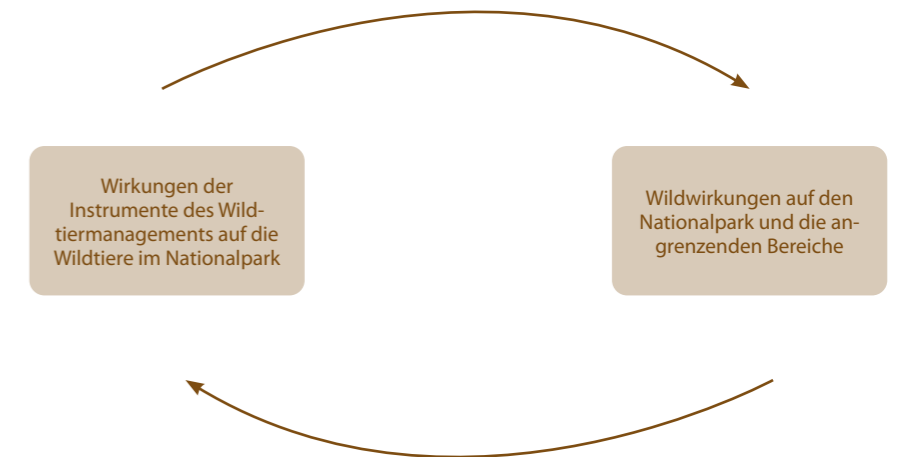 Wirkungen der
Instrumente des Wild-
tiermanagements auf die
Wildtiere im Nationalpark
Wildwirkungen auf den
Nationalpark und die an-
grenzenden Bereiche